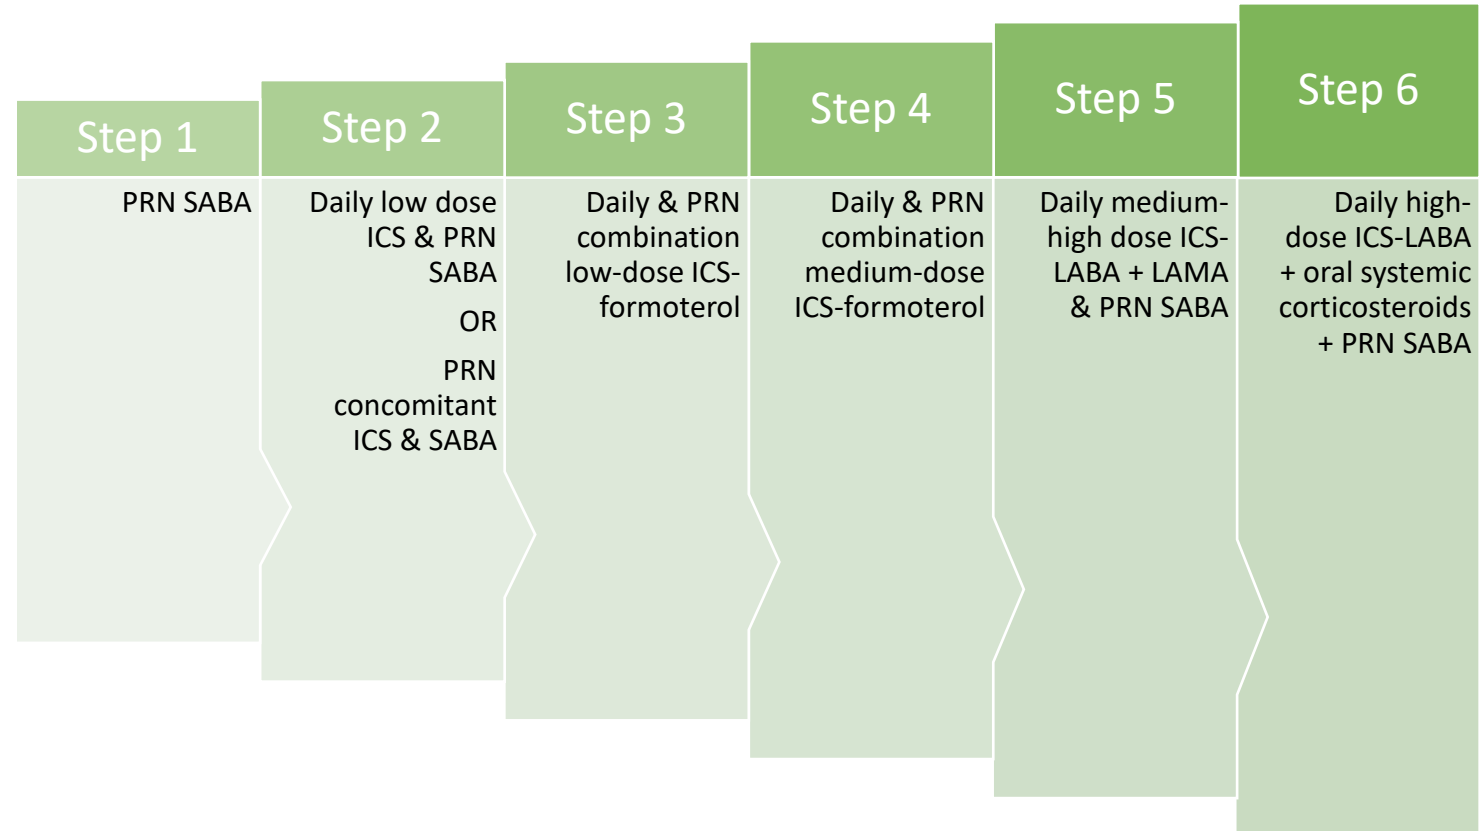 Step 1
PRN SABA
Step 2
Daily low dose
ICS & PRN
SABA
OR
PRN
concomitant
ICS & SABA
Step 3
Daily & PRN
combination
low-dose ICS-
formoterol
Step 4
Daily & PRN
combination
medium-dose
ICS-formoterol
Step 5
Daily medium-
high dose ICS-
LABA + LAMA
& PRN SABA
Step 6
Daily high-
dose ICS-LABA
+ oral systemic
corticosteroids
+ PRN SABA